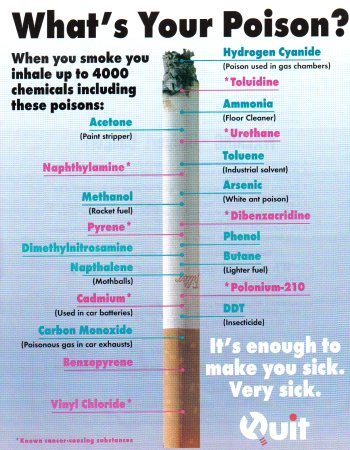 What's Your Poison?
When you smoke you
inhale up to 4000
chemicals including
these poisons:
Acetone
(Paint stripper)
Naphthylamine*
Methanol
(Rocket fuel)
Pyrene*
Dimethylnitrosamine
Napthalene
(Mothballs)
Cadmium*
(Used in car batteries)
Carbon Monoxide
(Poisonous gas in car exhausts)
Benzopyrene
Vinyl Chloride*
*Known cancer-causing substances
Hydrogen Cyanide
(Poison used in gas chambers)
*Toluidine
Ammonia
(Floor Cleaner)
*Urethane
Toluene
(Industrial solvent)
Arsenic
(White ant poison)
*Dibenzacridine
Phenol
Butane
(Lighter fuel)
*Polonium-210
DDT
(Insecticide)
It's enough to
make you sick.
Very sick.
Quit